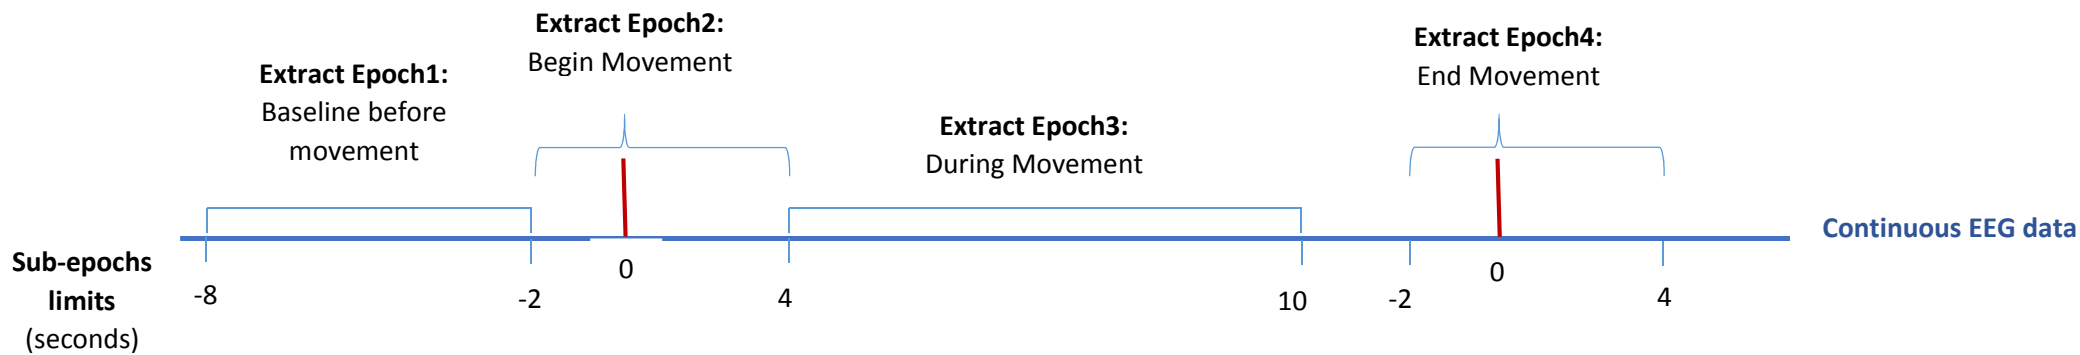 Extract Epoch1:
Baseline before
movement
Extract Epoch2:
Begin Movement
Extract Epoch3:
During Movement
Extract Epoch4:
End Movement
Continuous EEG data
Sub-epochs
limits
(seconds)
-8
-2
0
4
10
-2
0
4